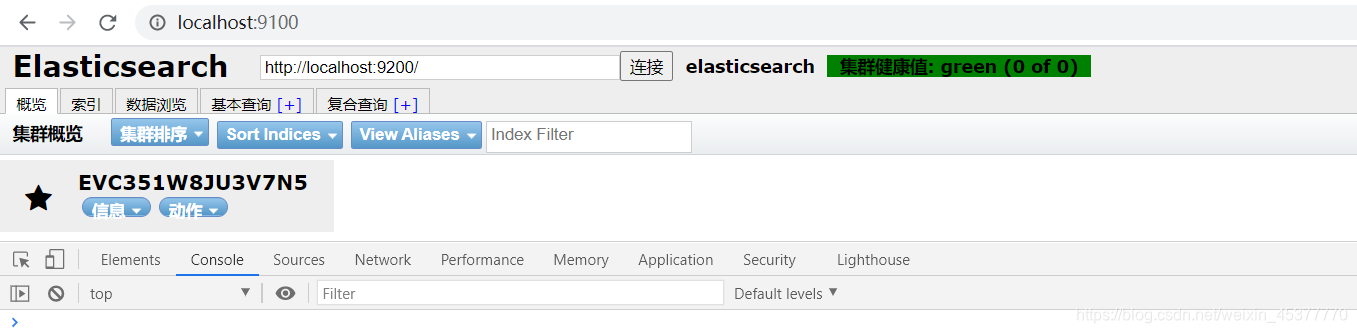 localhost:9100
Elasticsearch http://localhost:9200/ 连接 elasticsearch 集群健康值: green (0 of 0)
概览 索引 数据浏览 基本查询 [+] 复合查询 [+]
集群概览 集群排序 Sort Indices View Aliases Index Filter
EVC351W8JU3V7N5
信息 动作
Elements Console Sources Network Performance Memory Application Security Lighthouse
top Filter Default levels
https://blog.csdn.net/weixin_45377770